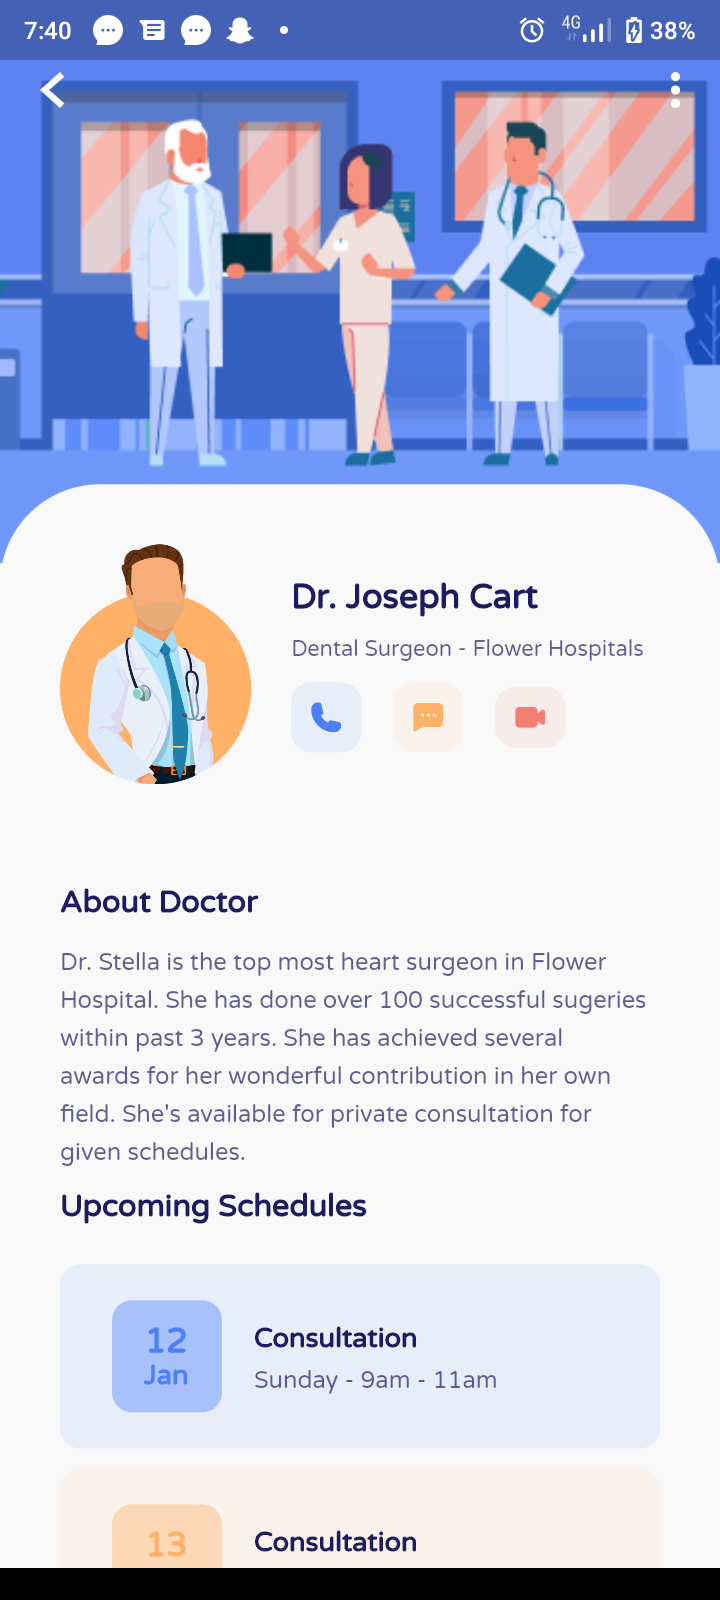 7:40
4G
38%
Dr. Joseph Cart
Dental Surgeon - Flower Hospitals
About Doctor
Dr. Stella is the top most heart surgeon in Flower
Hospital. She has done over 100 successful sugeries
within past 3 years. She has achieved several
awards for her wonderful contribution in her own
field. She's available for private consultation for
given schedules.
Upcoming Schedules
12
Jan
Consultation
Sunday - 9am - 11am
13
Consultation